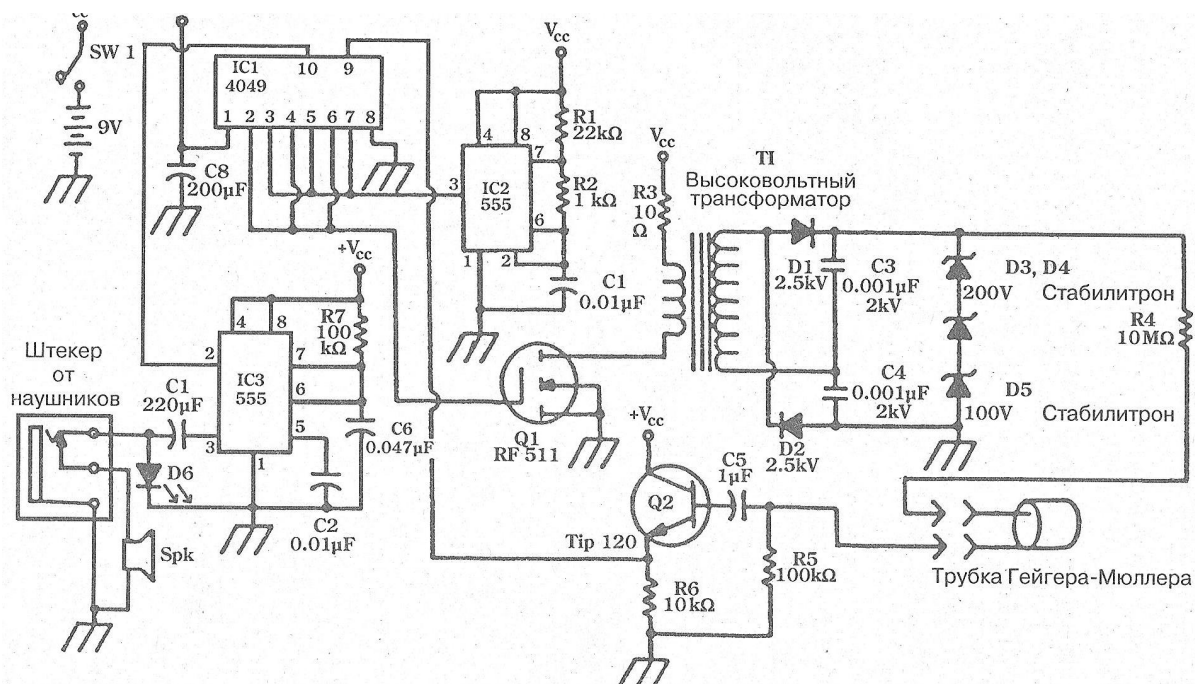 cc
SW 1
9V
IC1
4049
10
9
1
2
3
4
5
6
7
8
C8
200µF
Vcc
4
8
R1
22kΩ
7
IC2
555
3
R2
1 kΩ
6
1
2
C1
0.01µF
Vcc
R3
10
Ω
TI
Высоковольтный
трансформатор
D1
2.5kV
C3
0.001µF
2kV
D3, D4
200V
Стабилитрон
R4
10MΩ
C4
0.001µF
2kV
D5
100V
Стабилитрон
D2
2.5kV
+Vcc
4
8
R7
100
kΩ
2
7
IC3
555
6
5
3
1
C6
0.047µF
C2
0.01µF
Штекер
от
наушников
C1
220µF
D6
Spk
Q1
RF 511
+Vcc
C5
1µF
Q2
Tip 120
R6
10kΩ
R5
100kΩ
Трубка Гейгера-Мюллера